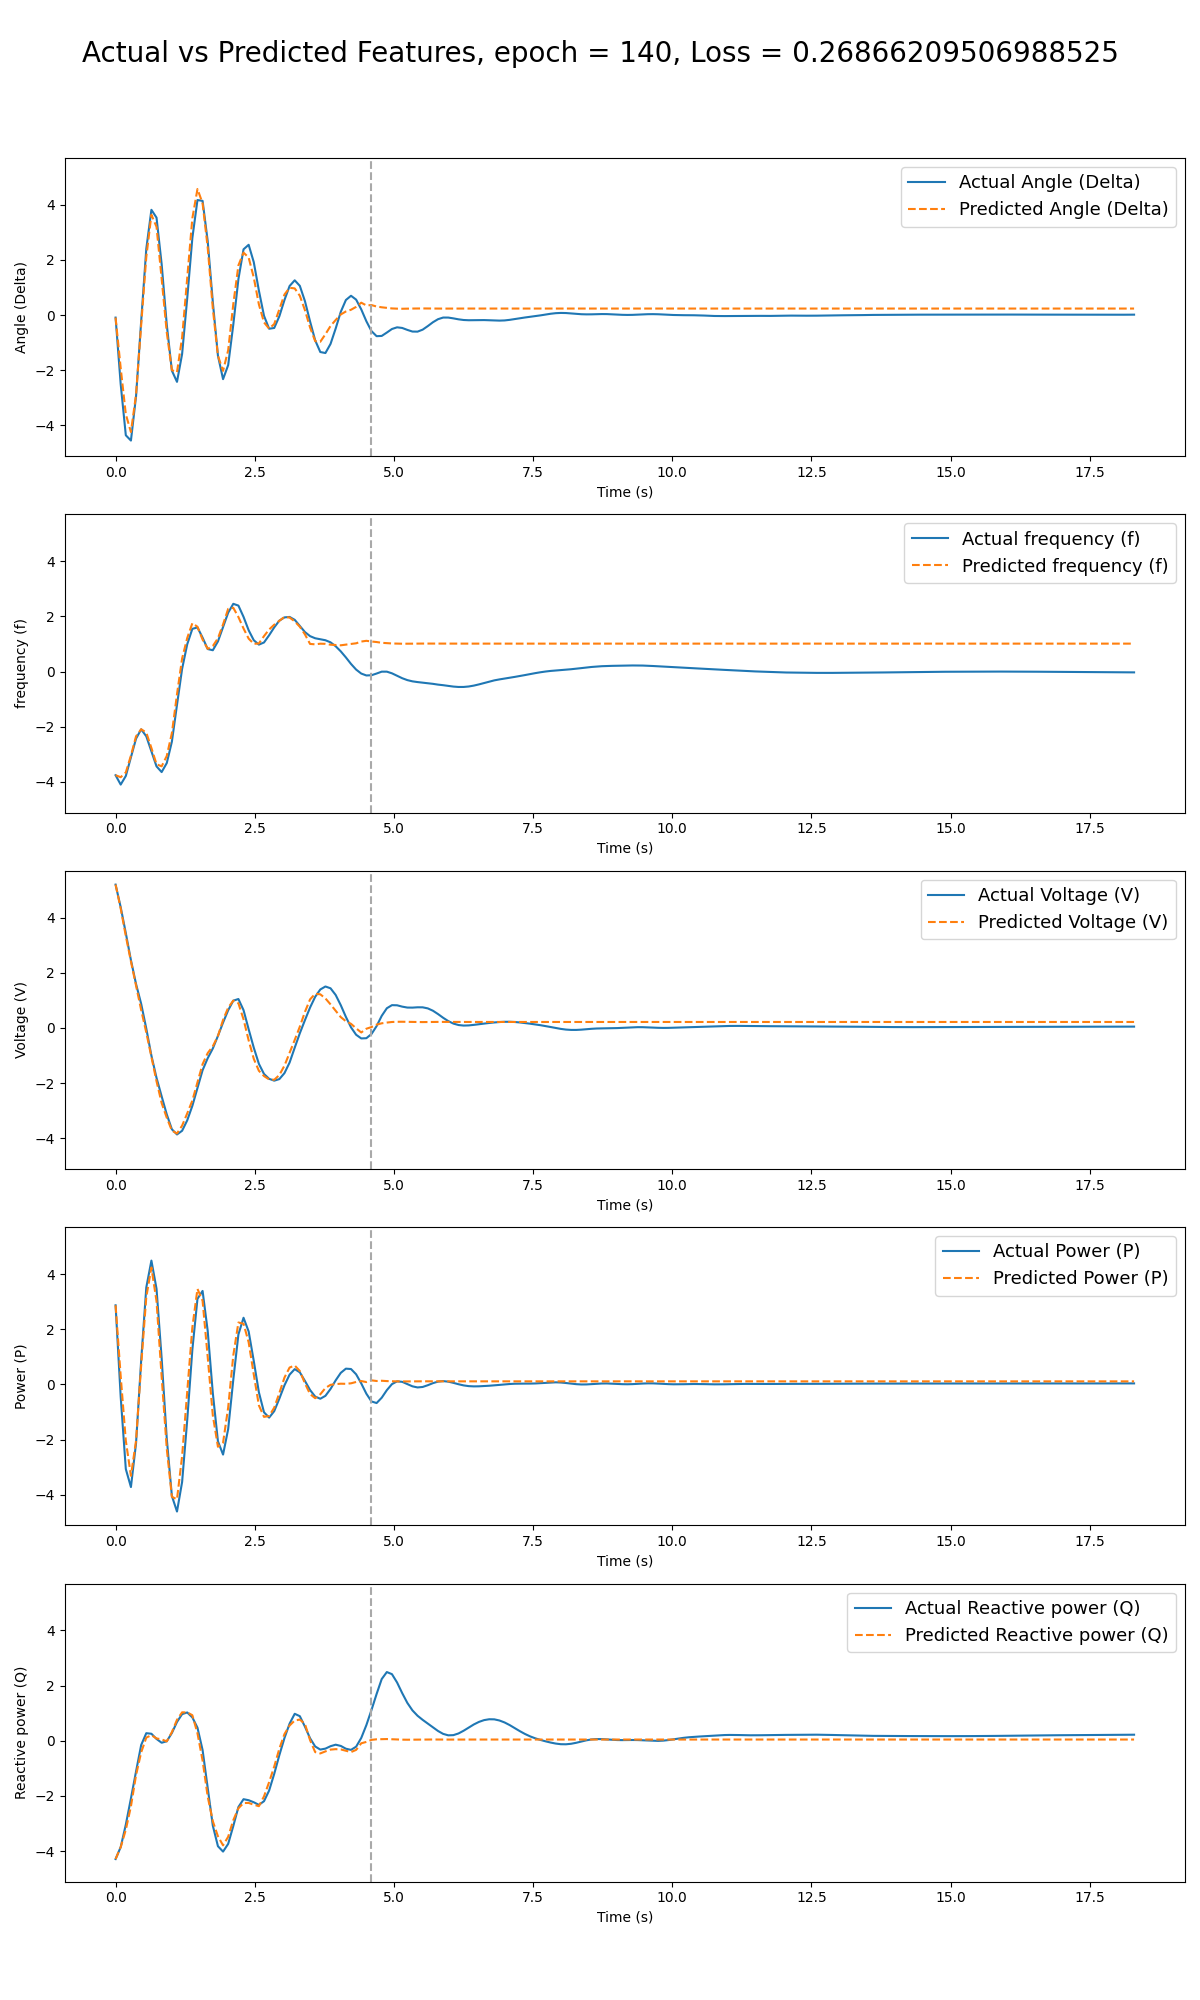 Actual vs Predicted Features, epoch = 140, Loss = 0.26866209506988525
Actual Angle (Delta)
Predicted Angle (Delta)
Angle (Delta)
4
2
0
−2
−4
0.0 2.5 5.0 7.5 10.0 12.5 15.0 17.5
Time (s)
Actual frequency (f)
Predicted frequency (f)
frequency (f)
4
2
0
−2
−4
0.0 2.5 5.0 7.5 10.0 12.5 15.0 17.5
Time (s)
Actual Voltage (V)
Predicted Voltage (V)
Voltage (V)
4
2
0
−2
−4
0.0 2.5 5.0 7.5 10.0 12.5 15.0 17.5
Time (s)
Actual Power (P)
Predicted Power (P)
Power (P)
4
2
0
−2
−4
0.0 2.5 5.0 7.5 10.0 12.5 15.0 17.5
Time (s)
Actual Reactive power (Q)
Predicted Reactive power (Q)
Reactive power (Q)
4
2
0
−2
−4
0.0 2.5 5.0 7.5 10.0 12.5 15.0 17.5
Time (s)